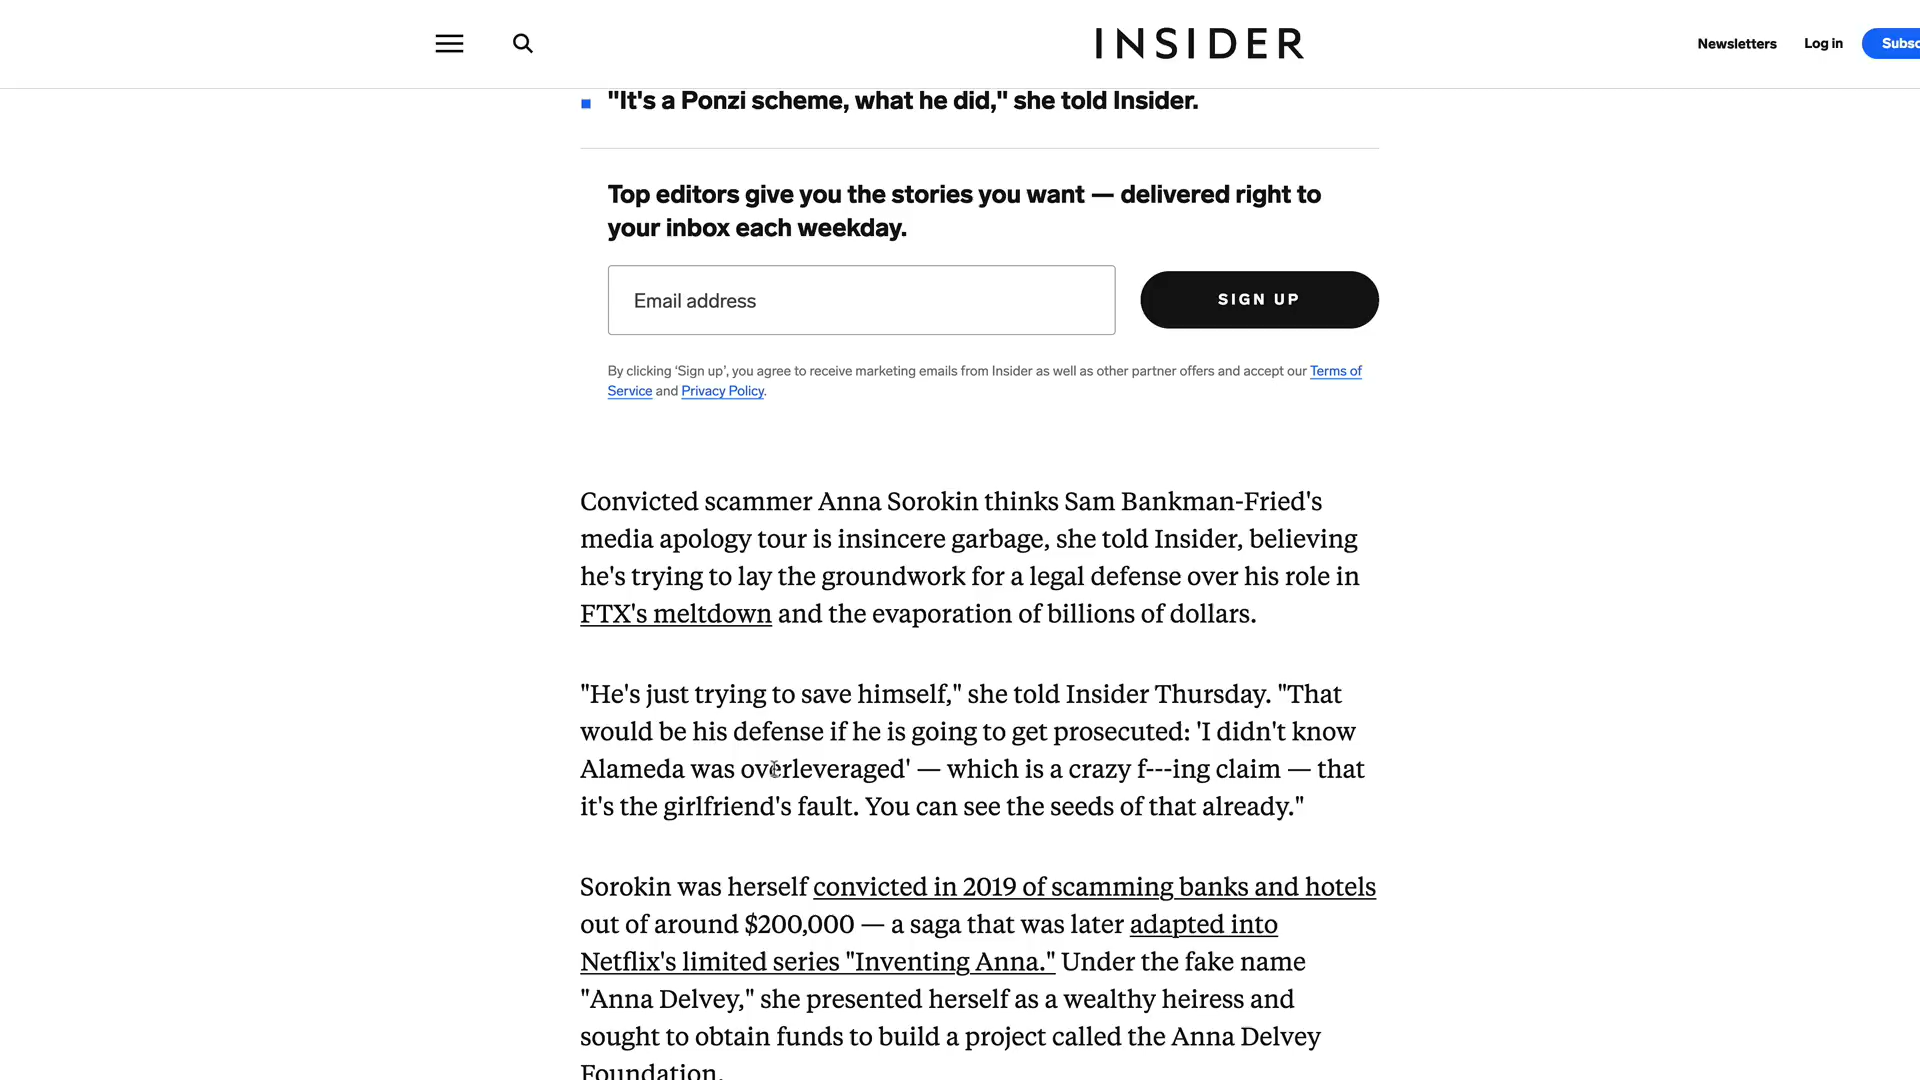 INSIDER
Newsletters
Log in
Subsc
"It's a Ponzi scheme, what he did," she told Insider.
Top editors give you the stories you want — delivered right to
your inbox each weekday.
Email address
SIGN UP
By clicking ‘Sign up’, you agree to receive marketing emails from Insider as well as other partner offers and accept our Terms of
Service and Privacy Policy.
Convicted scammer Anna Sorokin thinks Sam Bankman-Fried's
media apology tour is insincere garbage, she told Insider, believing
he's trying to lay the groundwork for a legal defense over his role in
FTX's meltdown and the evaporation of billions of dollars.
"He's just trying to save himself," she told Insider Thursday. "That
would be his defense if he is going to get prosecuted: 'I didn't know
Alameda was overleveraged' — which is a crazy f---ing claim — that
it's the girlfriend's fault. You can see the seeds of that already."
Sorokin was herself convicted in 2019 of scamming banks and hotels
out of around $200,000 — a saga that was later adapted into
Netflix's limited series "Inventing Anna." Under the fake name
"Anna Delvey," she presented herself as a wealthy heiress and
sought to obtain funds to build a project called the Anna Delvey
Foundation.